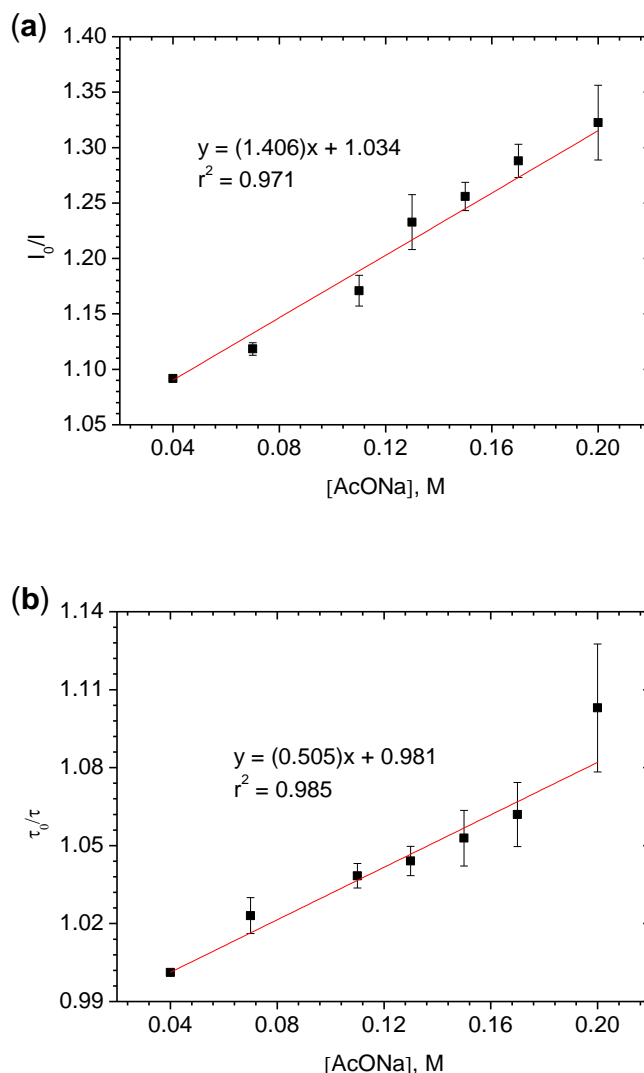 (a)
1.40
1.35
1.30
1.25
1.20
1.15
1.10
1.05
I₀/I
y = (1.406)x + 1.034
r² = 0.971
0.04 0.08 0.12 0.16 0.20
[AcONa], M
(b)
1.14
1.11
1.08
1.05
1.02
0.99
τ₀/τ
y = (0.505)x + 0.981
r² = 0.985
0.04 0.08 0.12 0.16 0.20
[AcONa], M